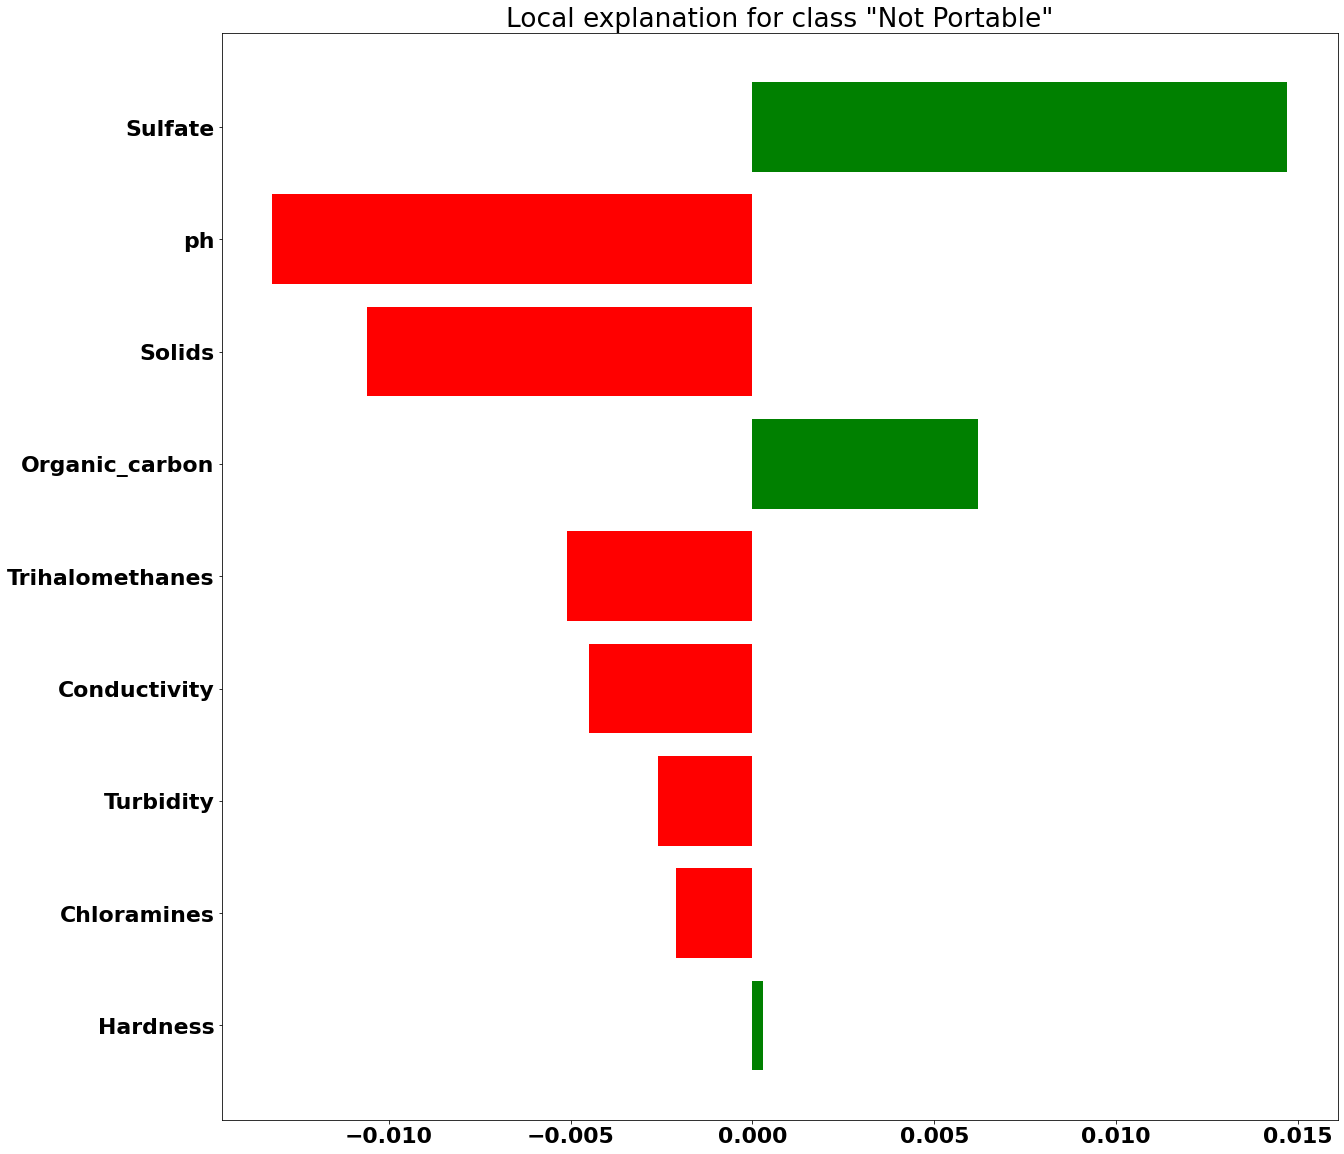 Local explanation for class "Not Portable"
Sulfate
ph
Solids
Organic_carbon
Trihalomethanes
Conductivity
Turbidity
Chloramines
Hardness
−0.010 −0.005 0.000 0.005 0.010 0.015